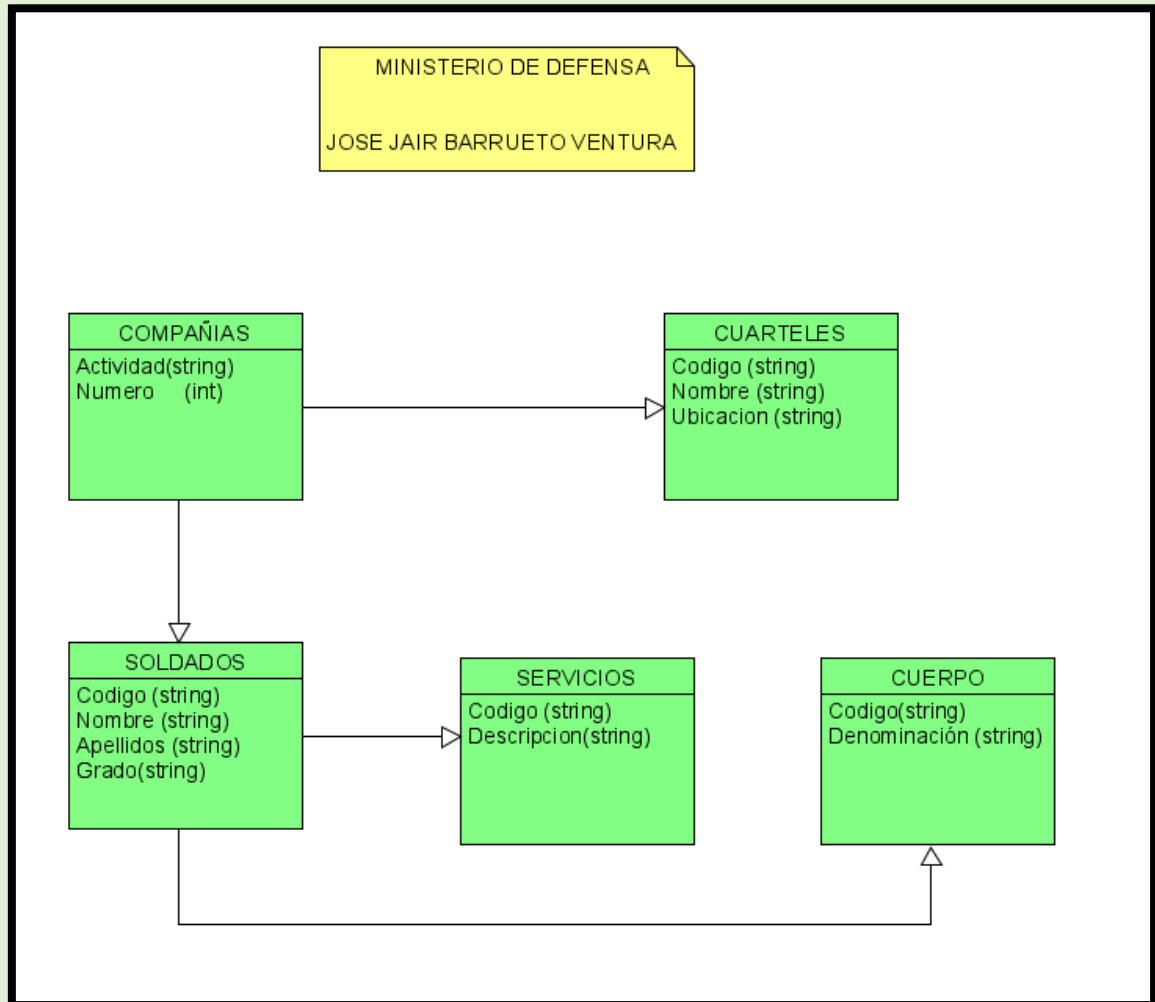 MINISTERIO DE DEFENSA
JOSE JAIR BARRUETO VENTURA
COMPAÑIAS
Actividad(string)
Numero (int)
CUARTELES
Codigo (string)
Nombre (string)
Ubicacion (string)
SOLDADOS
Codigo (string)
Nombre (string)
Apellidos (string)
Grado(string)
SERVICIOS
Codigo (string)
Descripcion(string)
CUERPO
Codigo(string)
Denominación (string)